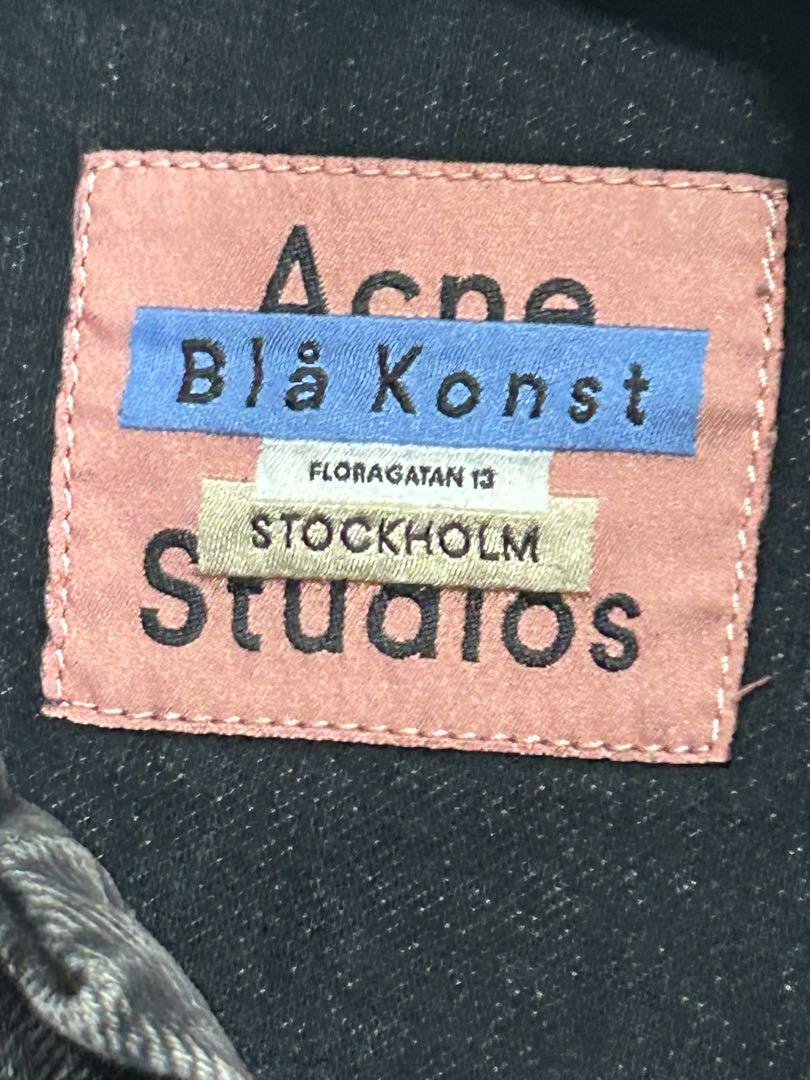 Acne
Blå Konst
FLORAGATAN 13
STOCKHOLM
Studios